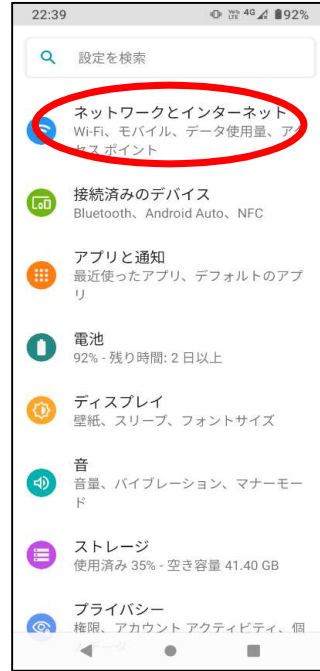 22:39 VoLTE 4G 92%
設定を検索
ネットワークとインターネット
Wi-Fi、モバイル、データ使用量、アク
セス ポイント
接続済みのデバイス
Bluetooth、Android Auto、NFC
アプリと通知
最近使ったアプリ、デフォルトのアプ
リ
電池
92% - 残り時間: 2 日以上
ディスプレイ
壁紙、スリープ、フォントサイズ
音
音量、バイブレーション、マナーモー
ド
ストレージ
使用済み 35% - 空き容量 41.40 GB
プライバシー
権限、アカウント アクティビティ、個